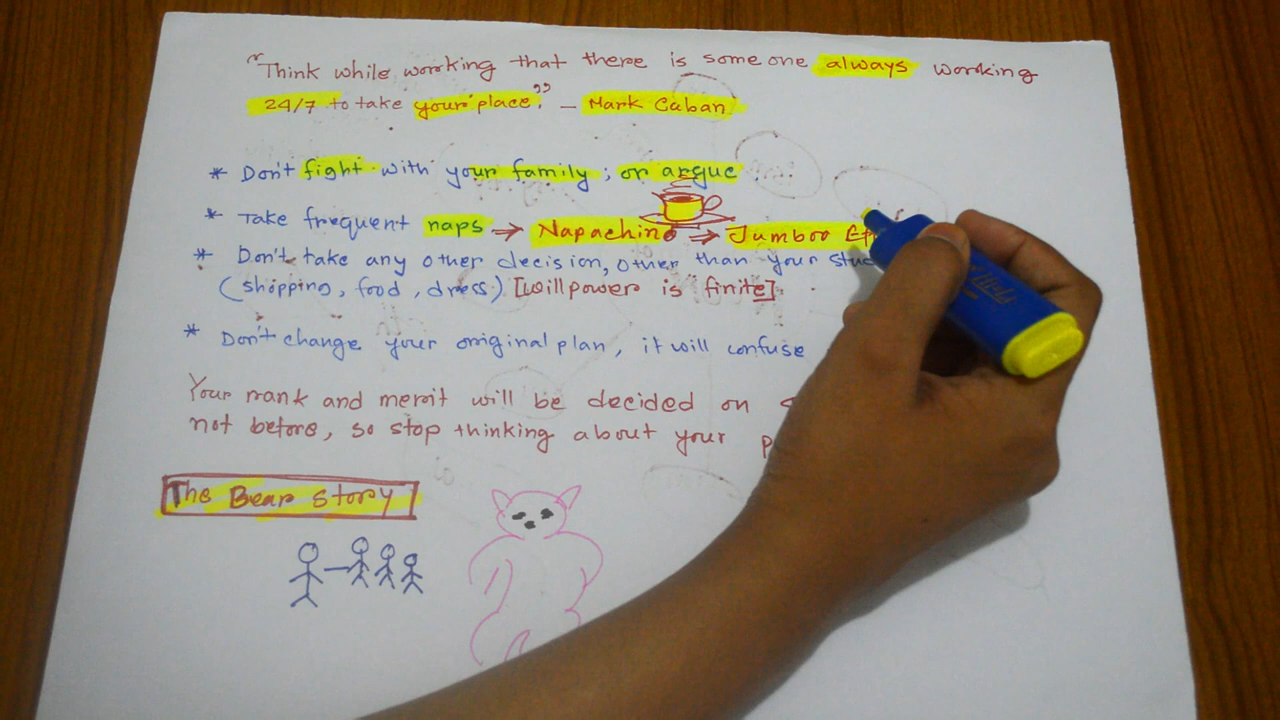 "Think while working that there is some one always working
24/7 to take your place." – Mark Cuban
* Don't fight with your family; or argue
* Take frequent naps → Napachino → Jumboo
* Don't take any other decision, other than your
(shipping, food, dress) [willpower is finite].
* Don't change your original plan, it will confuse
Your rank and merit will be decided on
not before, so stop thinking about your
The Bear Story